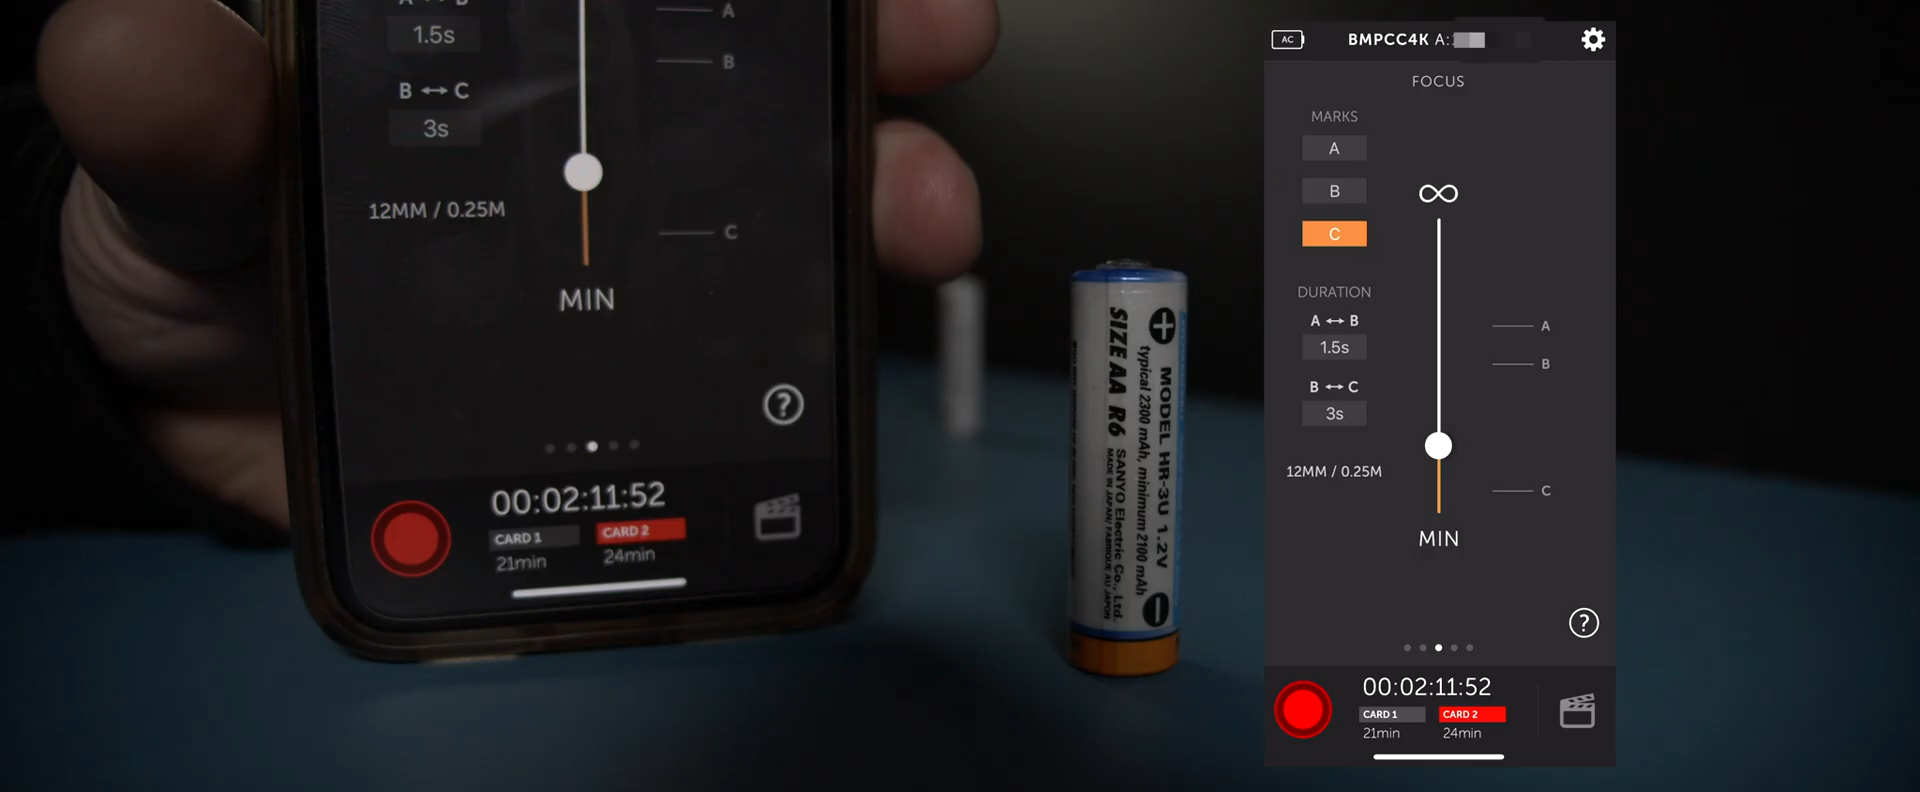 1.5s
B ↔ C
3s
12MM / 0.25M
A
B
C
MIN
?
00:02:11:52
CARD 1
CARD 2
21min
24min
SIZE AA R6
SANYO Electric Co., Ltd.
MADE IN JAPAN/ FABRIQUE AU JAPON
typical 2300 mAh, minimum 2100 mAh
MODEL HR-3U 1.2V
AC
BMPCC4K A:
FOCUS
MARKS
A
B
C
∞
DURATION
A ↔ B
1.5s
B ↔ C
3s
12MM / 0.25M
A
B
C
MIN
?
00:02:11:52
CARD 1
CARD 2
21min
24min